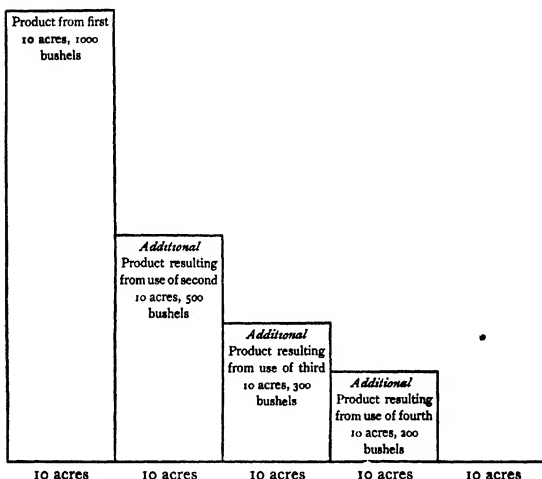 Product from first
10 acres, 1000
bushels
Additional
Product resulting
from use of second
10 acres, 500
bushels
Additional
Product resulting
from use of third
10 acres, 300
bushels
Additional
Product resulting
from use of fourth
10 acres, 200
bushels
10 acres 10 acres 10 acres 10 acres 10 acres